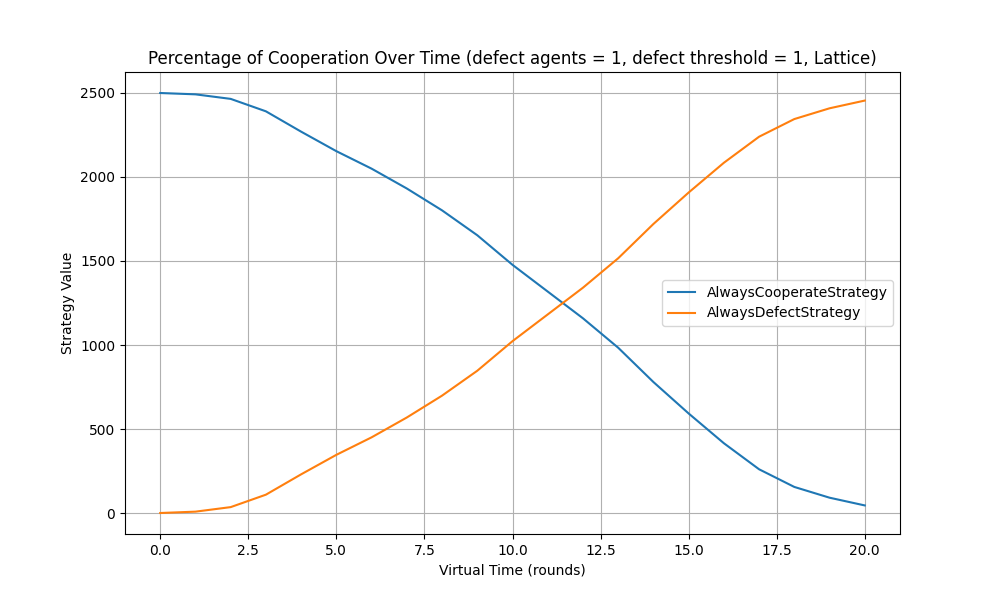 Percentage of Cooperation Over Time (defect agents = 1, defect threshold = 1, Lattice)
2500
2000
1500
1000
500
0
Strategy Value
AlwaysCooperateStrategy
AlwaysDefectStrategy
0.0 2.5 5.0 7.5 10.0 12.5 15.0 17.5 20.0
Virtual Time (rounds)